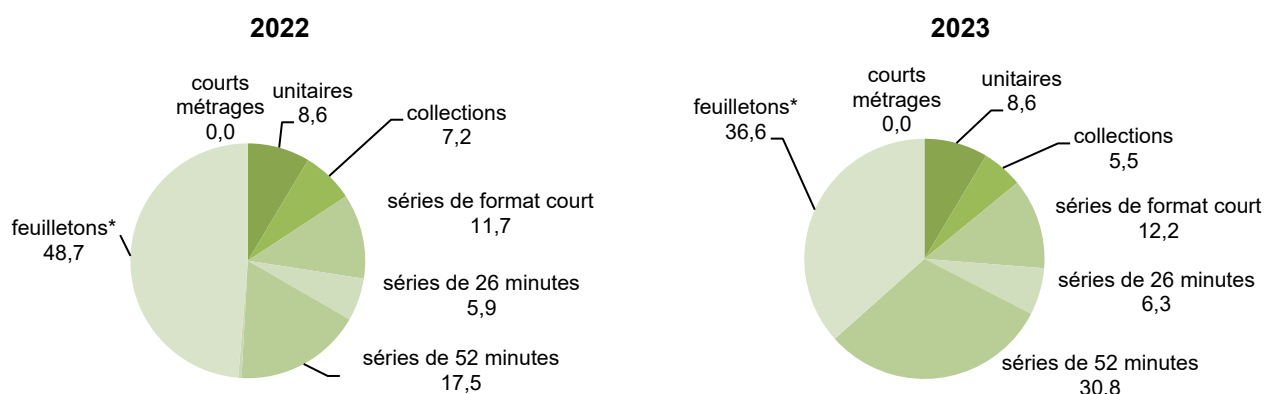 2022
courts
métrages
0,0
unitaires
8,6
collections
7,2
séries de format court
11,7
séries de 26 minutes
5,9
séries de 52 minutes
17,5
feuilletons*
48,7
2023
courts
métrages
0,0
unitaires
8,6
collections
5,5
séries de format court
12,2
séries de 26 minutes
6,3
séries de 52 minutes
30,8
feuilletons*
36,6